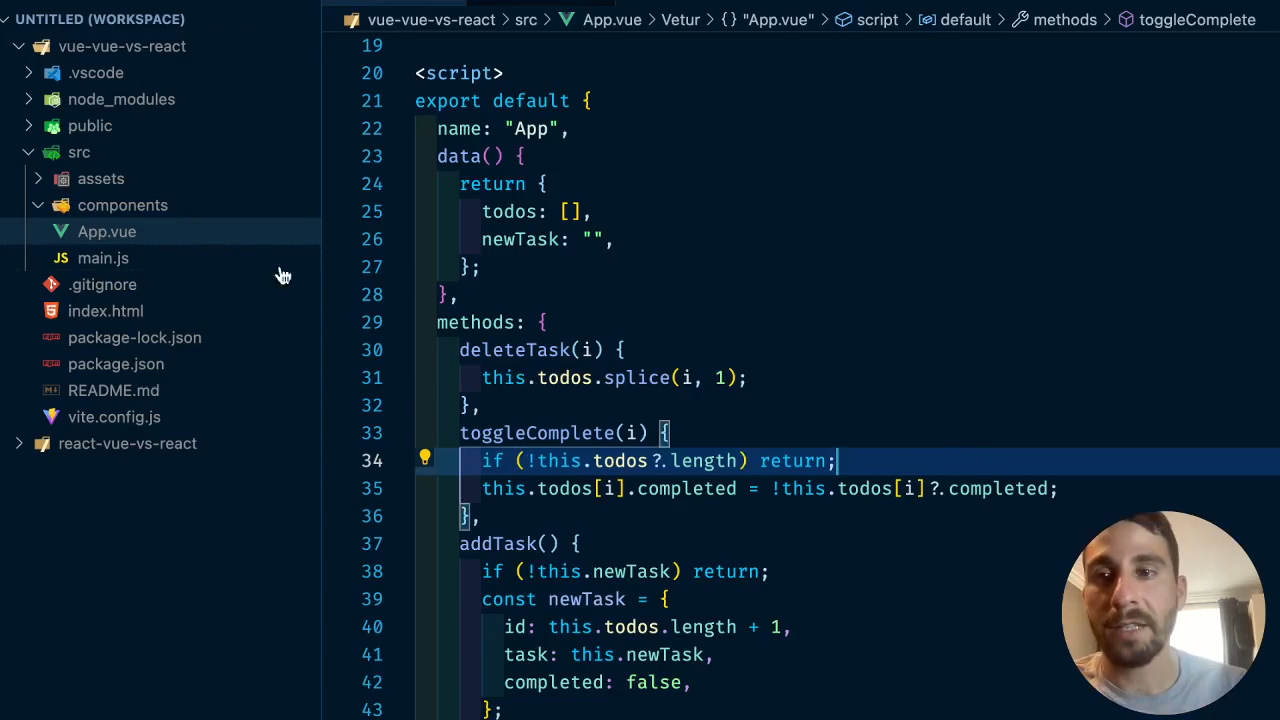 UNTITLED (WORKSPACE)
vue-vue-vs-react
.vscode
node_modules
public
src
assets
components
App.vue
JS main.js
.gitignore
index.html
package-lock.json
package.json
README.md
vite.config.js
react-vue-vs-react
vue-vue-vs-react > src > App.vue > Vetur > {} "App.vue" > script > default > methods > toggleComplete
19
20 <script>
21 export default {
22 name: "App",
23 data() {
24 return {
25 todos: [],
26 newTask: "",
27 };
28 },
29 methods: {
30 deleteTask(i) {
31 this.todos.splice(i, 1);
32 },
33 toggleComplete(i) {
34 if (!this.todos?.length) return;
35 this.todos[i].completed = !this.todos[i]?.completed;
36 },
37 addTask() {
38 if (!this.newTask) return;
39 const newTask = {
40 id: this.todos.length + 1,
41 task: this.newTask,
42 completed: false,
43 };